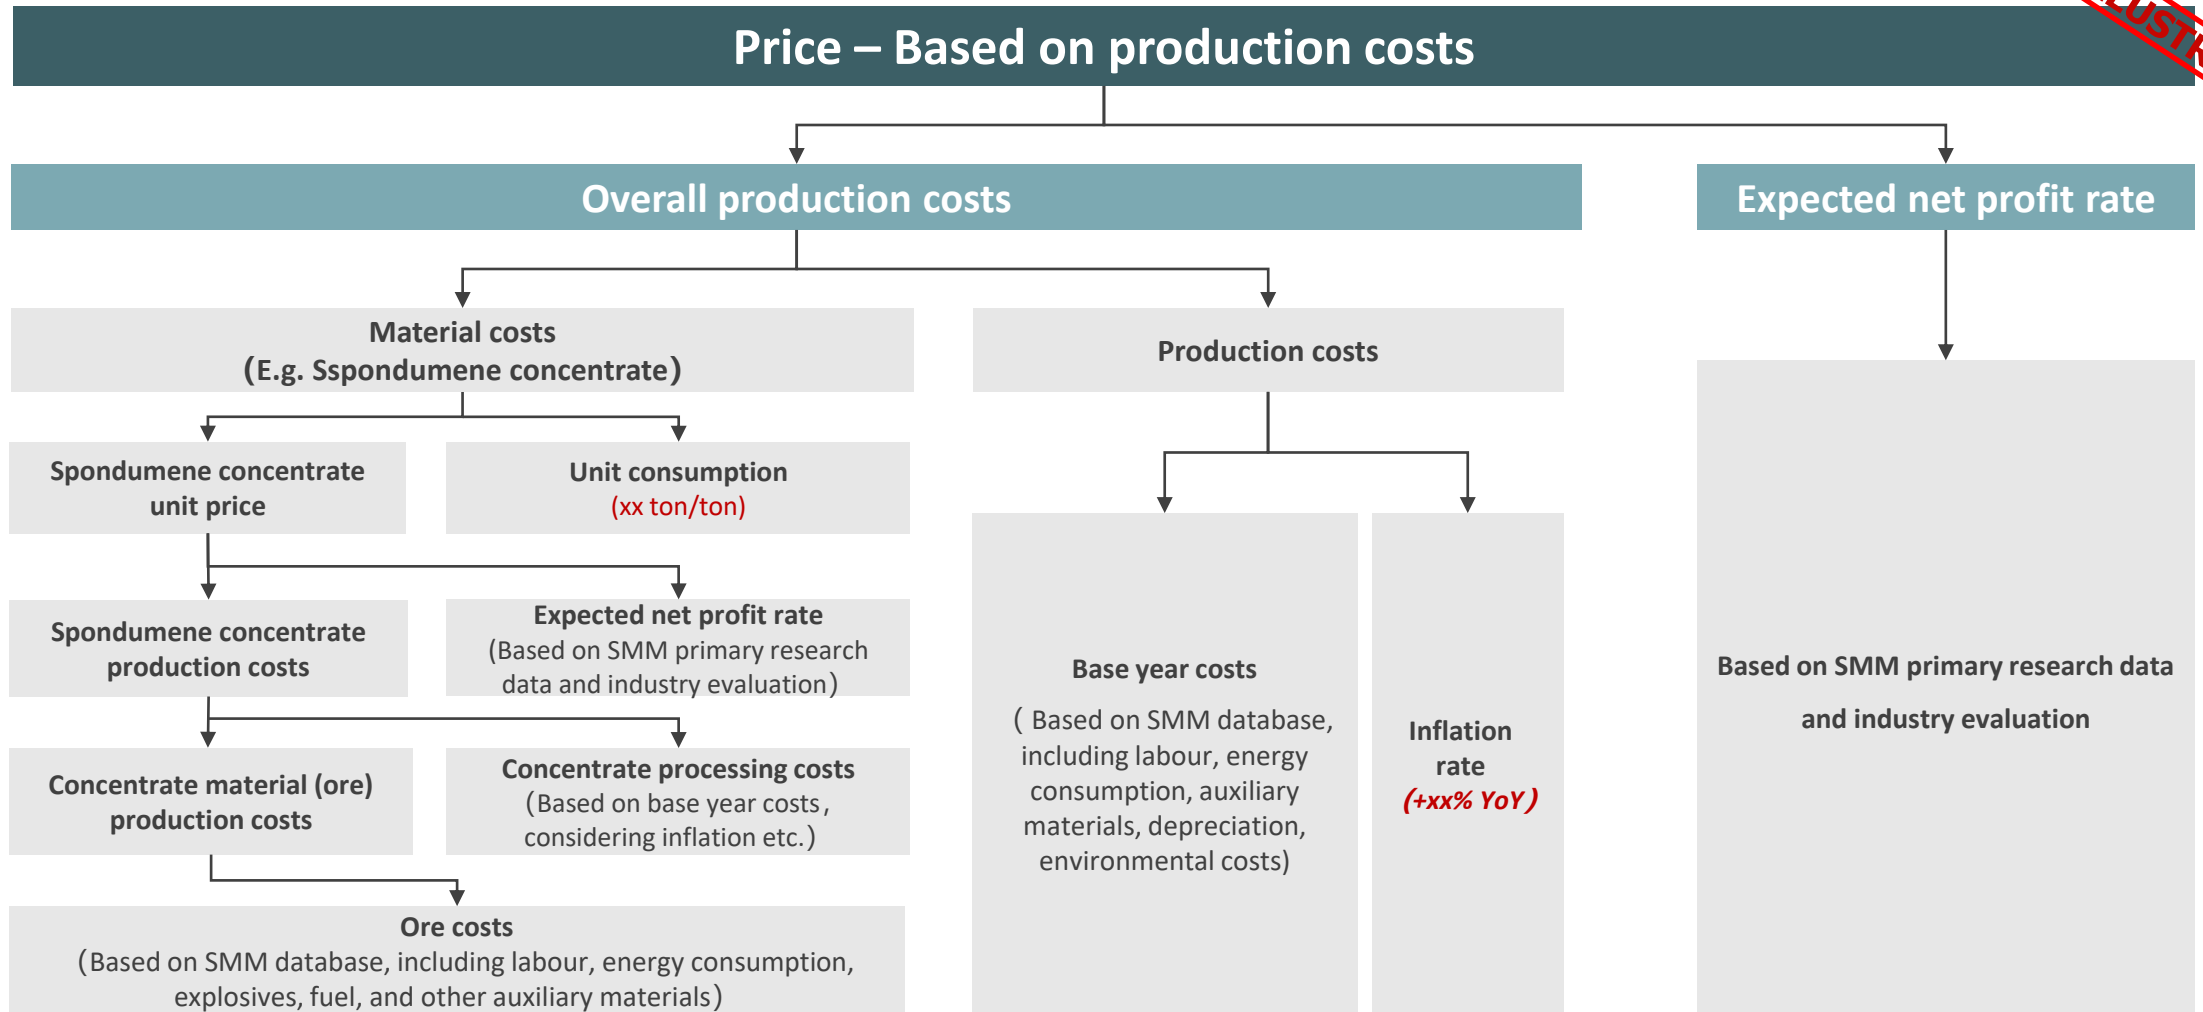 Price – Based on production costs
Overall production costs
Expected net profit rate
Material costs
(E.g. Sspondumene concentrate)
Production costs
Spondumene concentrate
unit price
Unit consumption
(xx ton/ton)
Spondumene concentrate
production costs
Expected net profit rate
(Based on SMM primary research
data and industry evaluation)
Concentrate material (ore)
production costs
Concentrate processing costs
(Based on base year costs,
considering inflation etc.)
Ore costs
(Based on SMM database, including labour, energy consumption,
explosives, fuel, and other auxiliary materials)
Base year costs
( Based on SMM database,
including labour, energy
consumption, auxiliary
materials, depreciation,
environmental costs)
Inflation
rate
(+xx% YoY)
Based on SMM primary research data
and industry evaluation